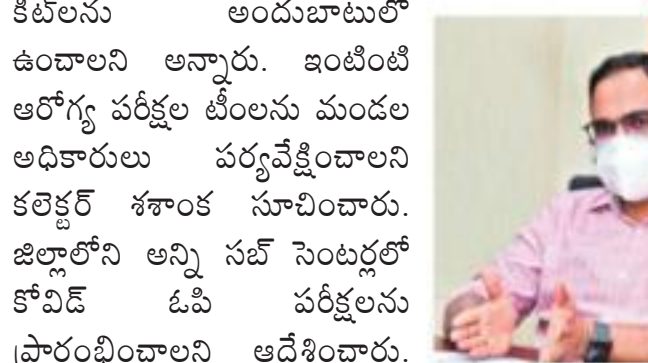 కిట్‌లను అందుబాటులో
ఉంచాలని అన్నారు. ఇంటింటి
ఆరోగ్య పరీక్షల టీంలను మండల
అధికారులు పర్యవేక్షించాలని
కలెక్టర్ శశాంక సూచించారు.
జిల్లాలోని అన్ని సబ్ సెంటర్లలో
కోవిడ్ ఓపి పరీక్షలను
ప్రారంభించాలని ఆదేశించారు.